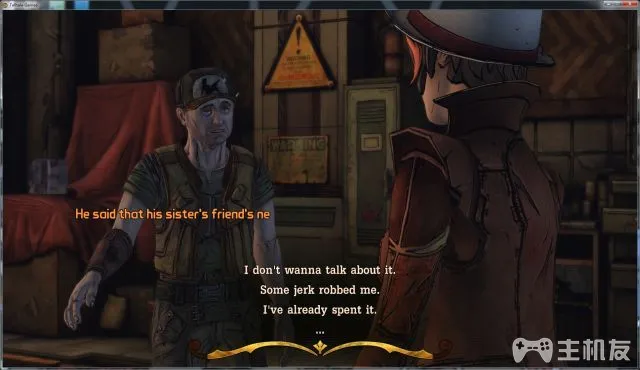 Telltale Games
WARNING
He said that his sister's friend's ne
I don't wanna talk about it.
Some jerk robbed me.
I've already spent it.
...
主机友